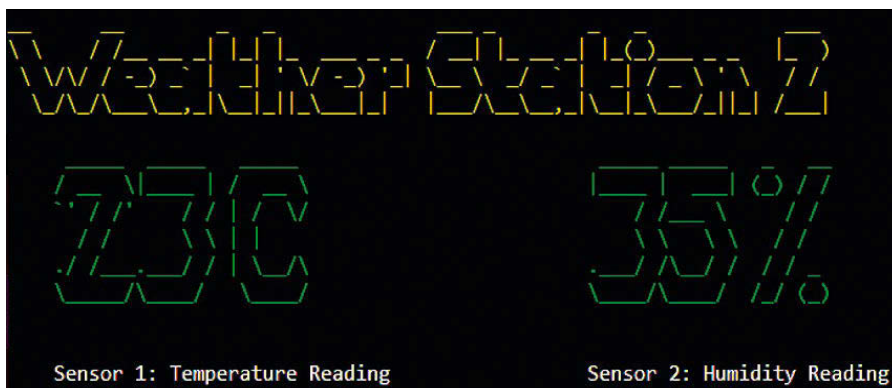 Weather Station 2
23C 35%
Sensor 1: Temperature Reading Sensor 2: Humidity Reading